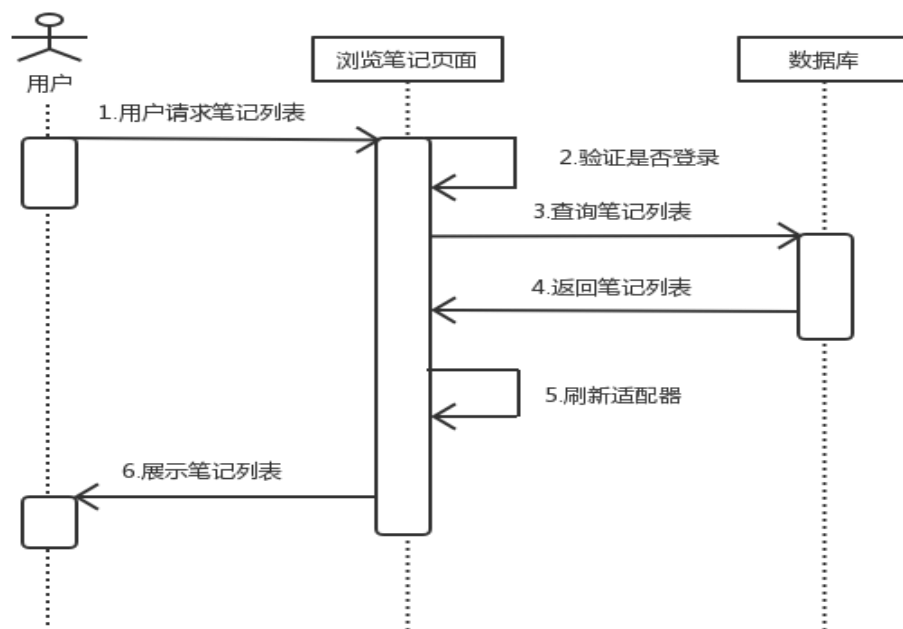 用户
浏览笔记页面
数据库
1.用户请求笔记列表
2.验证是否登录
3.查询笔记列表
4.返回笔记列表
5.刷新适配器
6.展示笔记列表